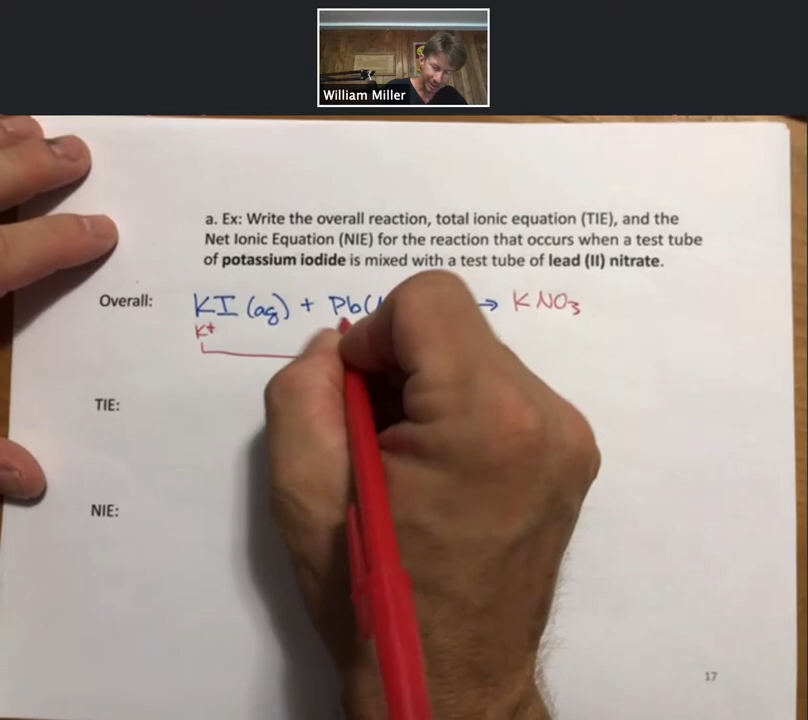 William Miller
a. Ex: Write the overall reaction, total ionic equation (TIE), and the
Net Ionic Equation (NIE) for the reaction that occurs when a test tube
of potassium iodide is mixed with a test tube of lead (II) nitrate.
Overall: KI (aq) + Pb( → KNO3
K+
TIE:
NIE:
17